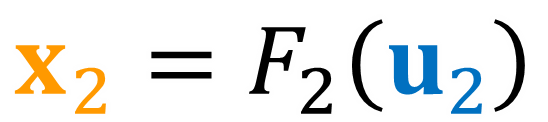 𝐱₂ = F₂(𝐮₂)